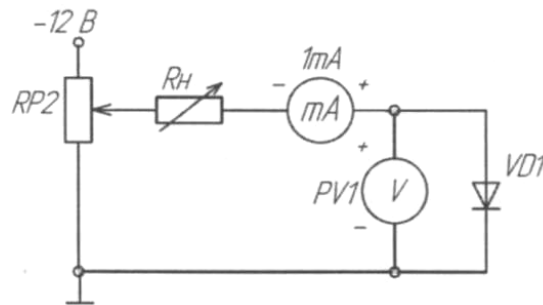 -12 В
1mA
Rн
RP2
- +
mA
+
PV1 V VD1
-